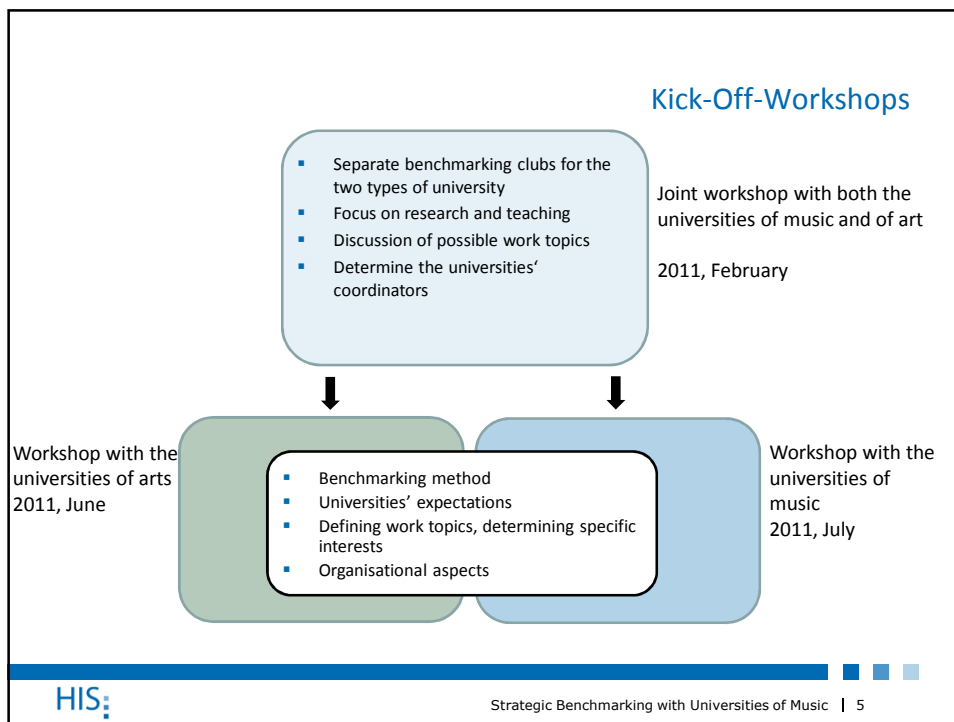 Kick-Off-Workshops
▪ Separate benchmarking clubs for the
two types of university
▪ Focus on research and teaching
▪ Discussion of possible work topics
▪ Determine the universities‘
coordinators
Joint workshop with both the
universities of music and of art
2011, February
Workshop with the
universities of arts
2011, June
▪ Benchmarking method
▪ Universities’ expectations
▪ Defining work topics, determining specific
interests
▪ Organisational aspects
Workshop with the
universities of
music
2011, July
HIS
Strategic Benchmarking with Universities of Music | 5